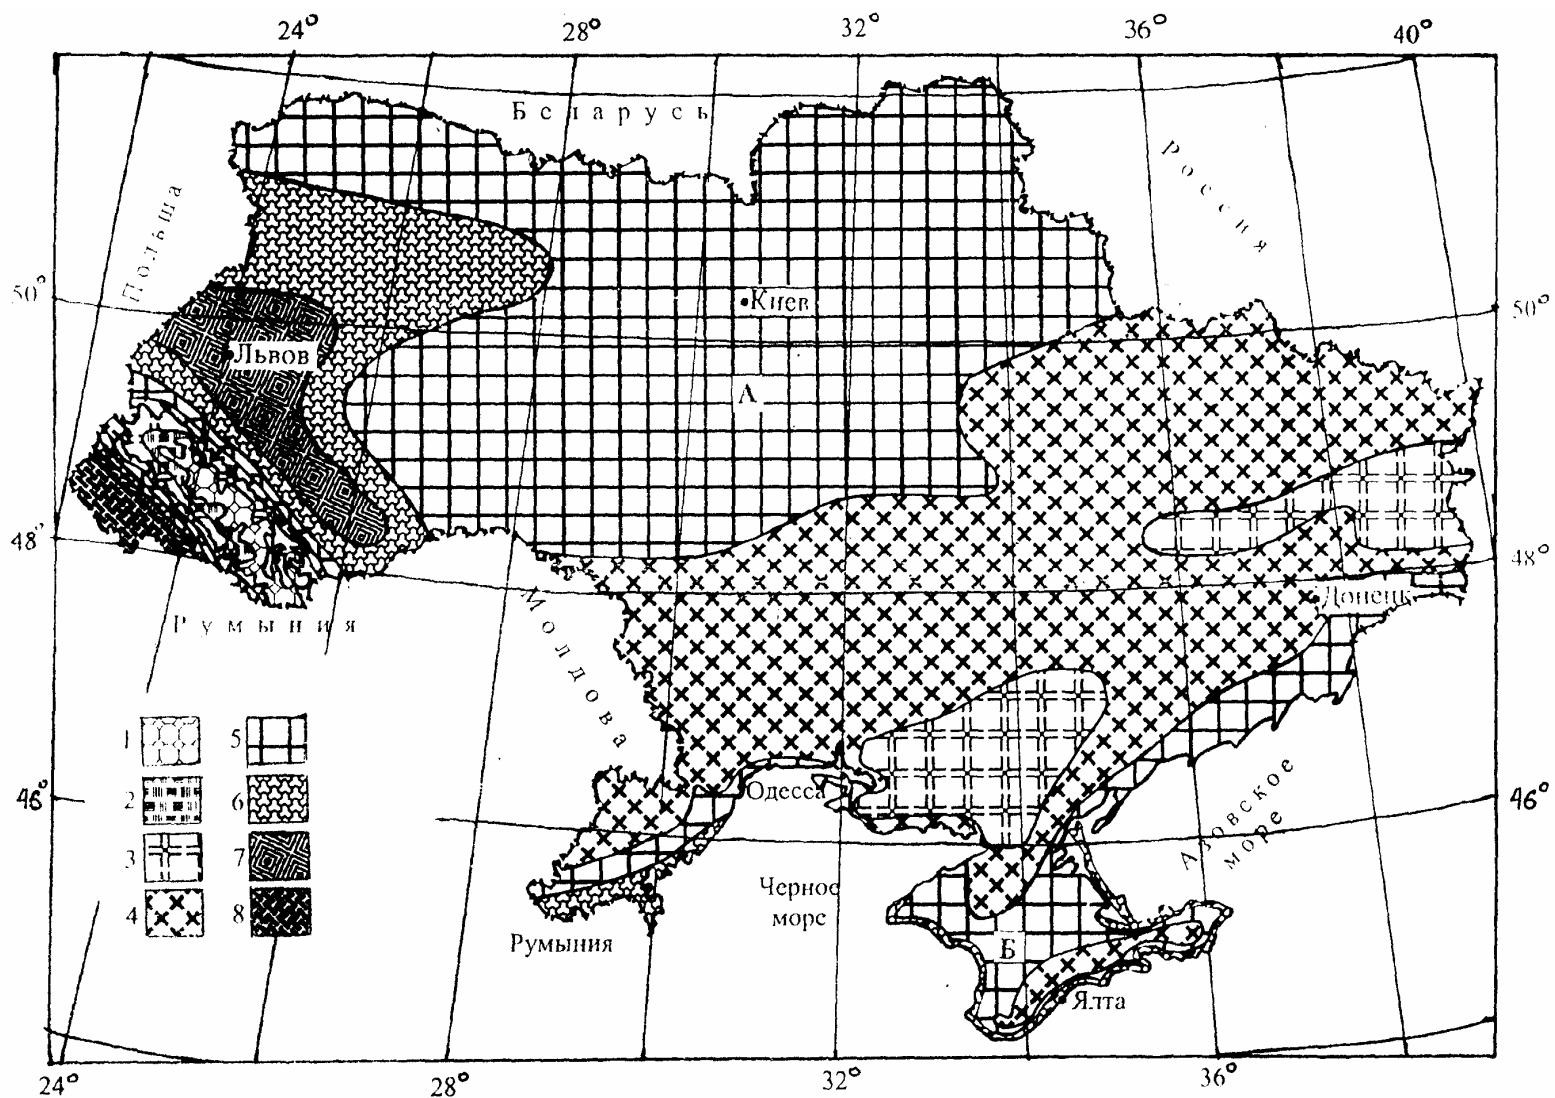 24° 28° 32° 36° 40°
Беларусь
Россия
Польша
50° 50°
Киев
Львов
А
48° 48°
Донецк
Румыния
Молдова
1 5
2 6
3 7
4 8
46° 46°
Одесса
Азовское
море
Черное
море
Румыния
Б
Ялта
24° 28° 32° 36°